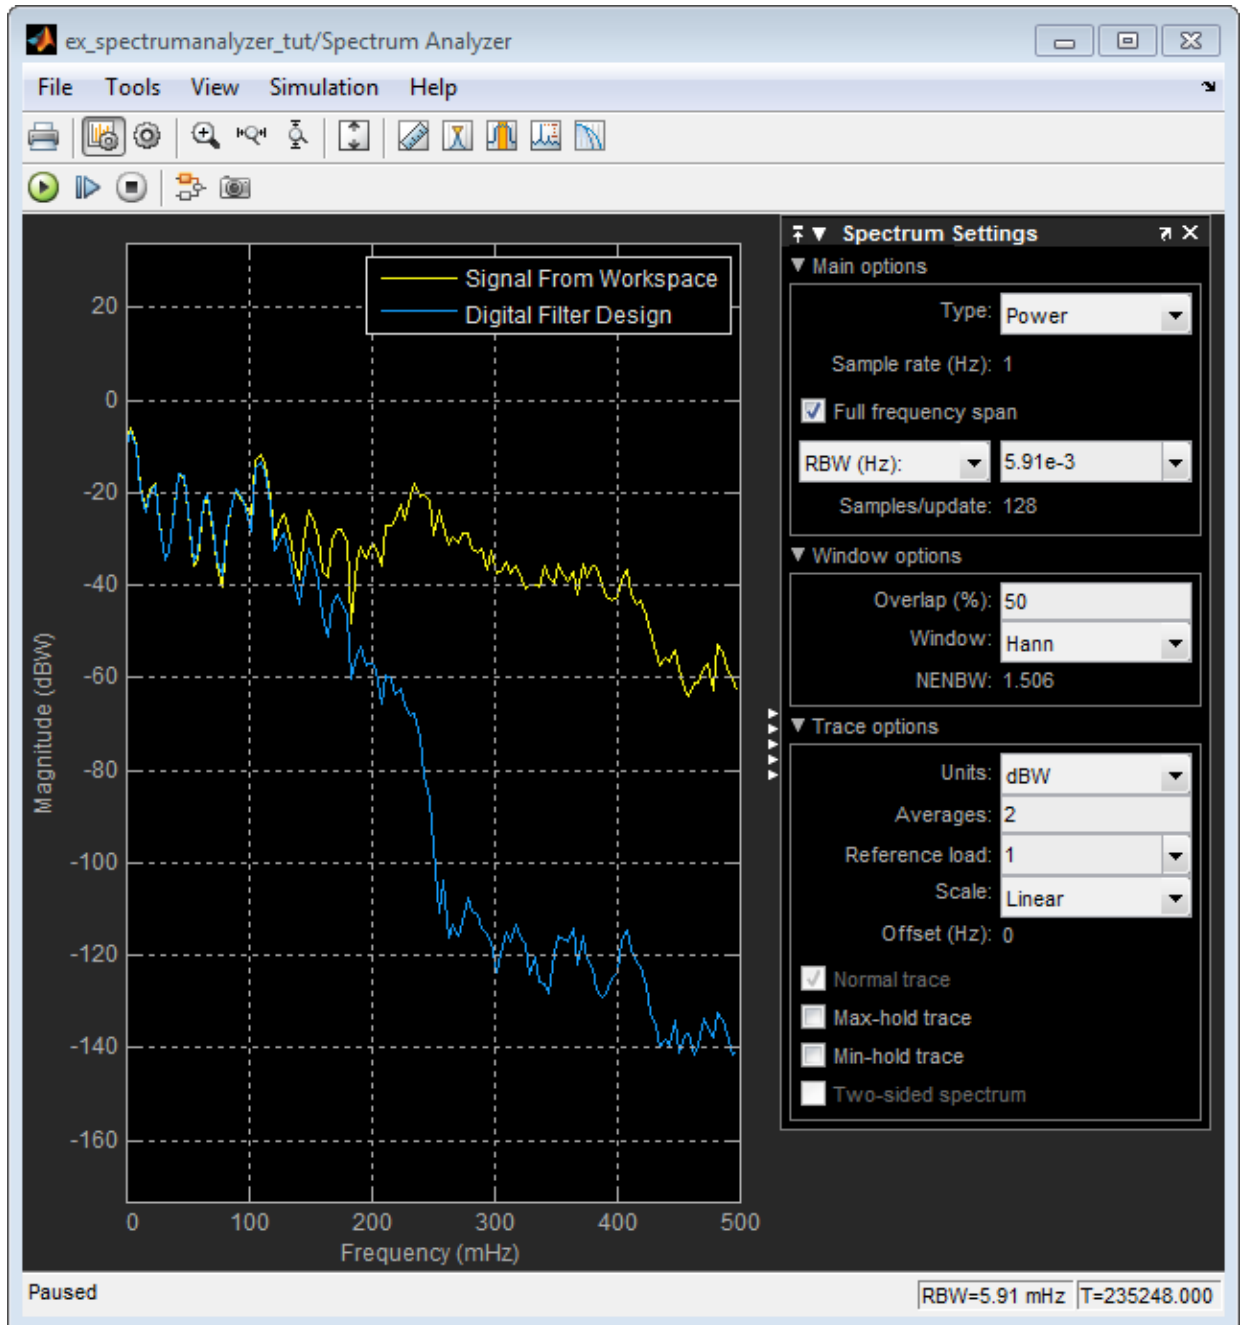 ex_spectrumanalyzer_tut/Spectrum Analyzer
File Tools View Simulation Help
Signal From Workspace
Digital Filter Design
20
0
-20
-40
-60
-80
-100
-120
-140
-160
Magnitude (dBW)
0 100 200 300 400 500
Frequency (mHz)
Spectrum Settings
Main options
Type: Power
Sample rate (Hz): 1
Full frequency span
RBW (Hz): 5.91e-3
Samples/update: 128
Window options
Overlap (%): 50
Window: Hann
NENBW: 1.506
Trace options
Units: dBW
Averages: 2
Reference load: 1
Scale: Linear
Offset (Hz): 0
Normal trace
Max-hold trace
Min-hold trace
Two-sided spectrum
Paused RBW=5.91 mHz T=235248.000